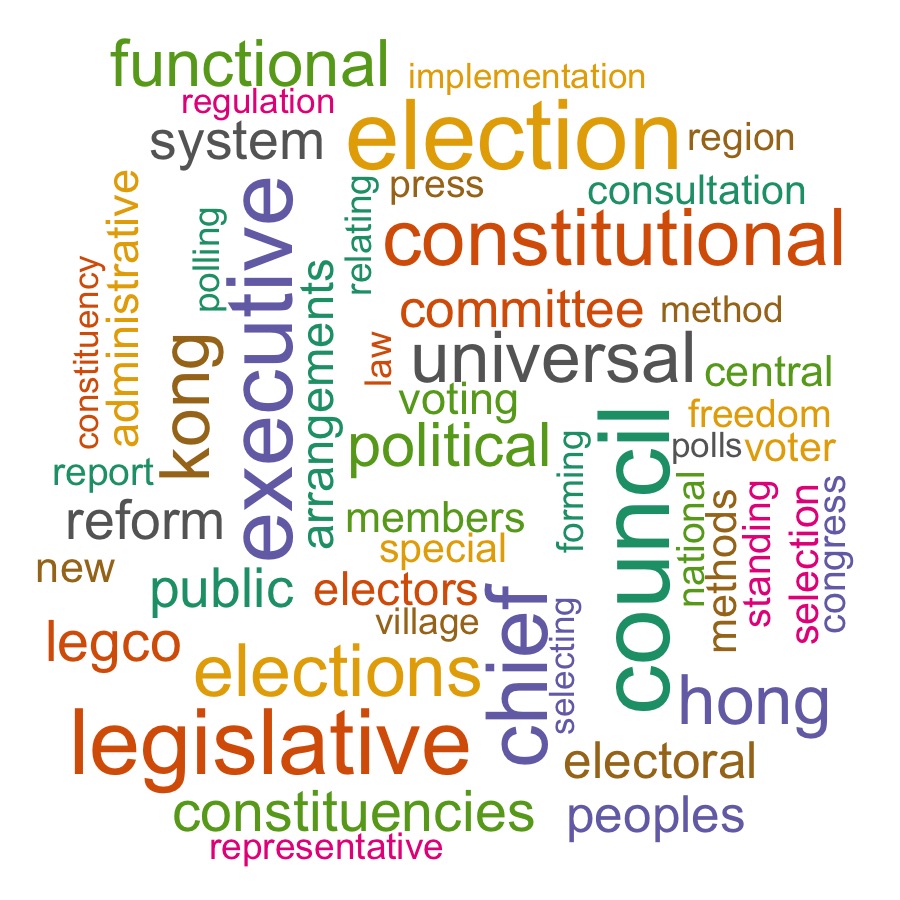 functional
implementation
regulation
system
election
region
press
consultation
administrative
polling
executive
relating
constitutional
constituency
kong
arrangements
law
committee
method
universal
central
voting
freedom
political
polls
voter
report
forming
council
national
methods
standing
selection
congress
reform
members
special
new
public
electors
village
chief
selecting
legco
elections
hong
legislative
electoral
constituencies
peoples
representative